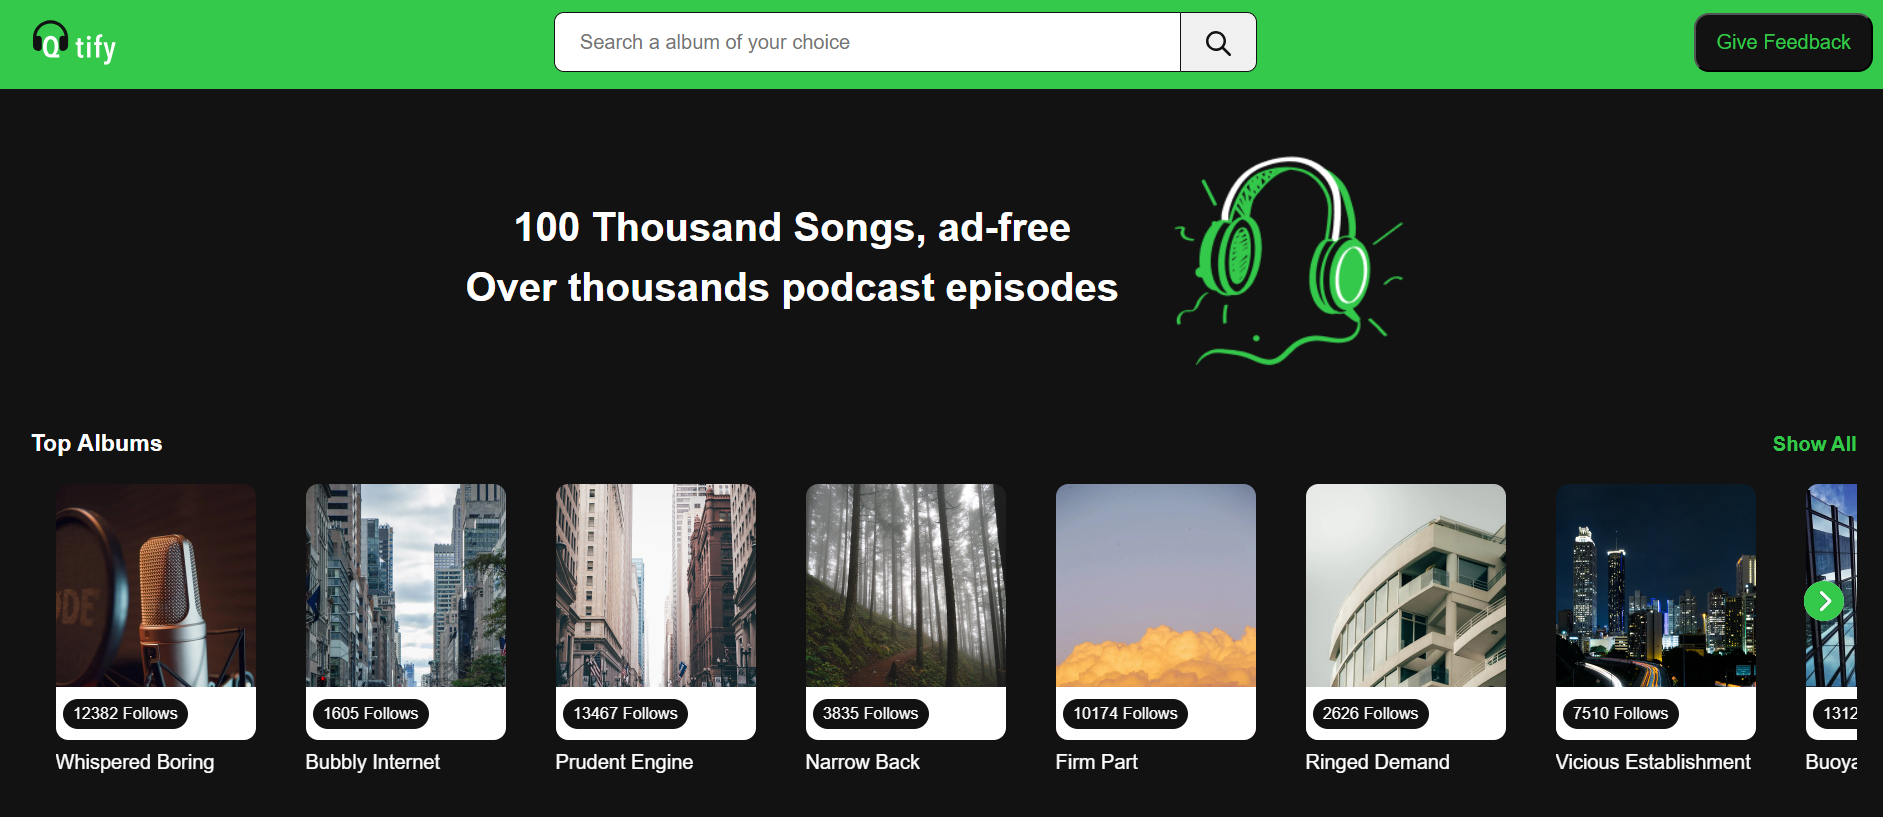 Qtify
Search a album of your choice
Give Feedback
100 Thousand Songs, ad-free
Over thousands podcast episodes
Top Albums
Show All
12382 Follows
1605 Follows
13467 Follows
3835 Follows
10174 Follows
2626 Follows
7510 Follows
1312
Whispered Boring
Bubbly Internet
Prudent Engine
Narrow Back
Firm Part
Ringed Demand
Vicious Establishment
Buoya